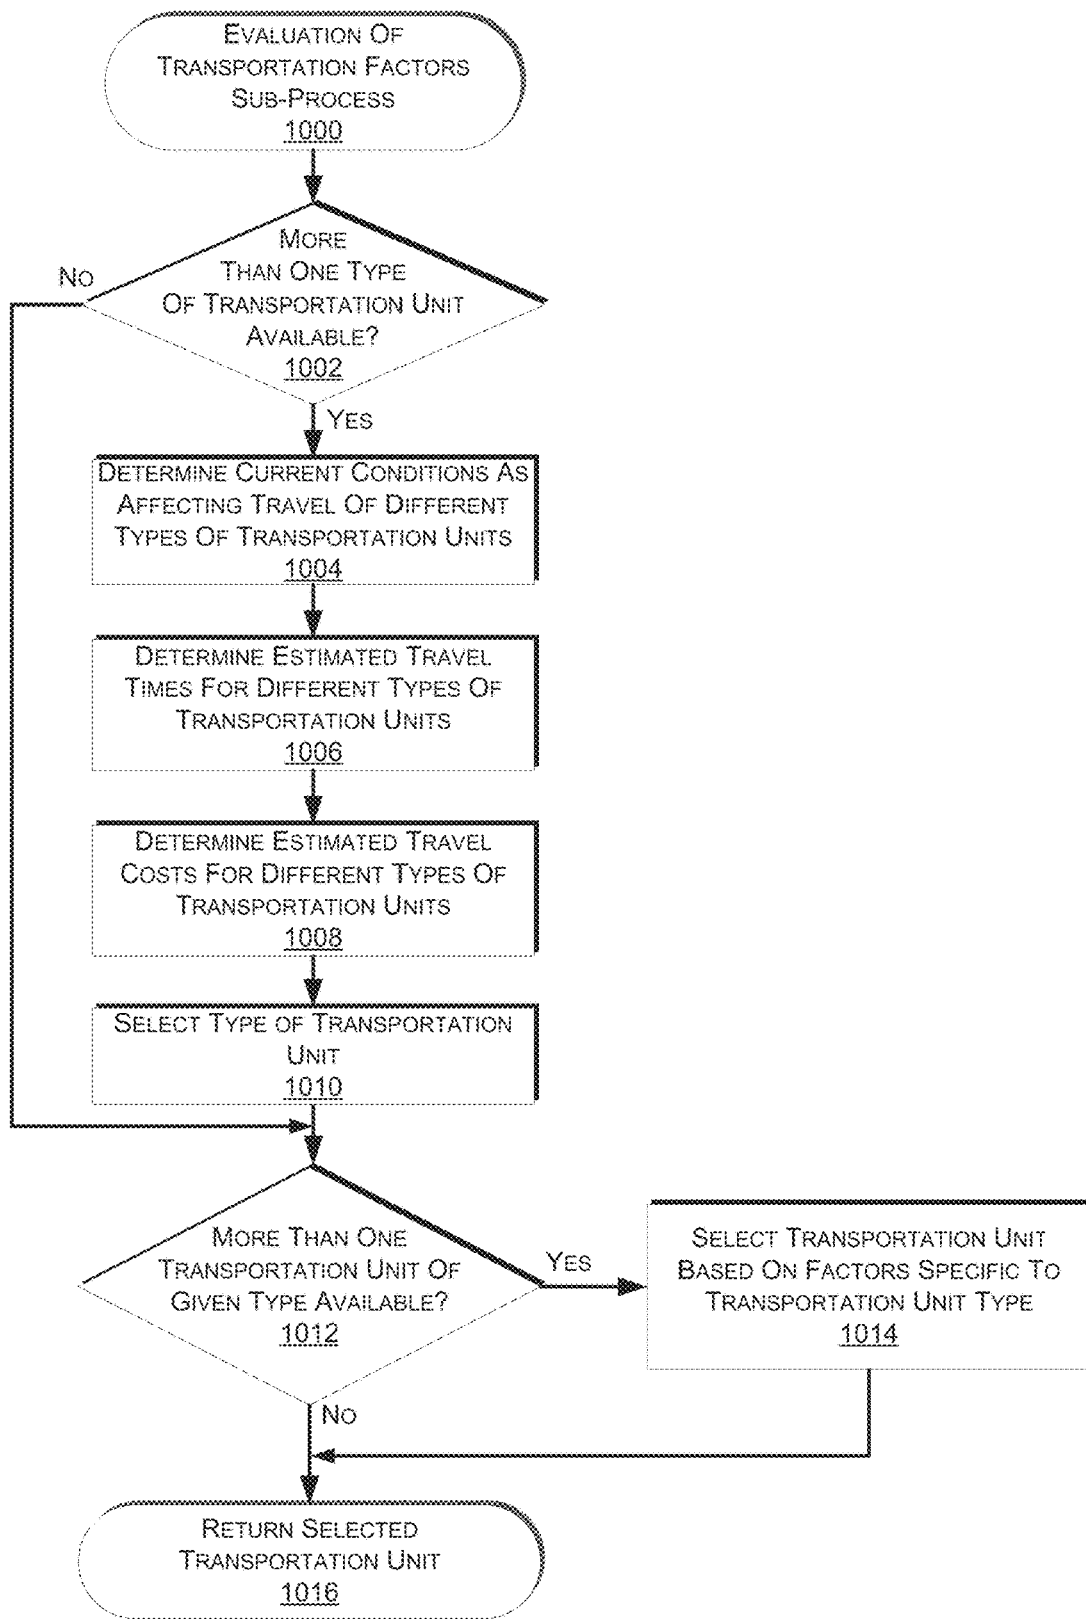 EVALUATION OF
TRANSPORTATION FACTORS
SUB-PROCESS
1000
MORE
THAN ONE TYPE
OF TRANSPORTATION UNIT
AVAILABLE?
1002
NO
YES
DETERMINE CURRENT CONDITIONS AS
AFFECTING TRAVEL OF DIFFERENT
TYPES OF TRANSPORTATION UNITS
1004
DETERMINE ESTIMATED TRAVEL
TIMES FOR DIFFERENT TYPES OF
TRANSPORTATION UNITS
1006
DETERMINE ESTIMATED TRAVEL
COSTS FOR DIFFERENT TYPES OF
TRANSPORTATION UNITS
1008
SELECT TYPE OF TRANSPORTATION
UNIT
1010
MORE THAN ONE
TRANSPORTATION UNIT OF
GIVEN TYPE AVAILABLE?
1012
YES
SELECT TRANSPORTATION UNIT
BASED ON FACTORS SPECIFIC TO
TRANSPORTATION UNIT TYPE
1014
NO
RETURN SELECTED
TRANSPORTATION UNIT
1016